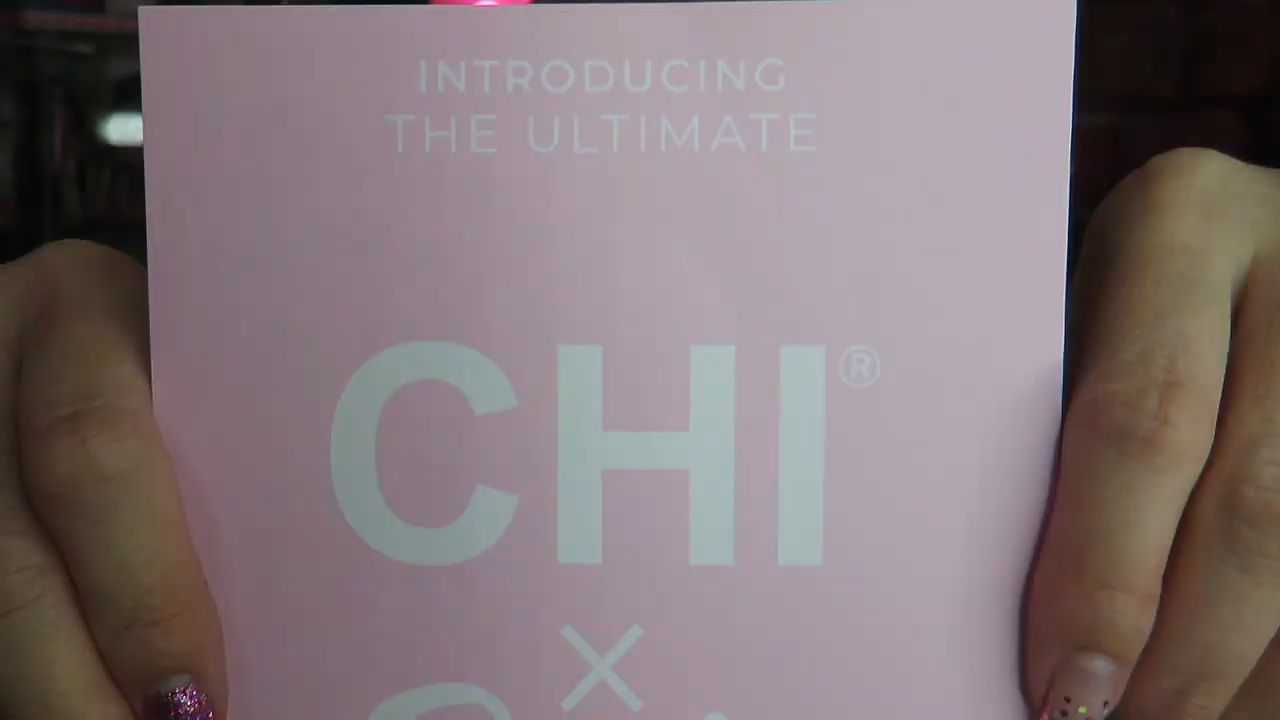 INTRODUCING
THE ULTIMATE
CHI®
×